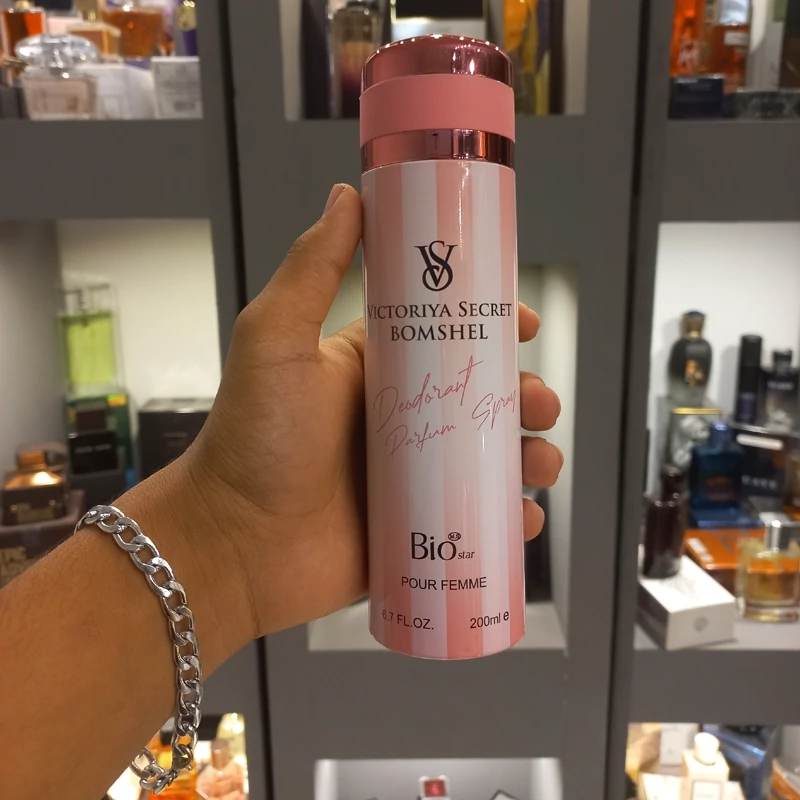 VS
VICTORIYA SECRET
BOMSHEL
Deodorant
Parfum Spray
Bio star
POUR FEMME
6.7 FL.OZ. 200ml e